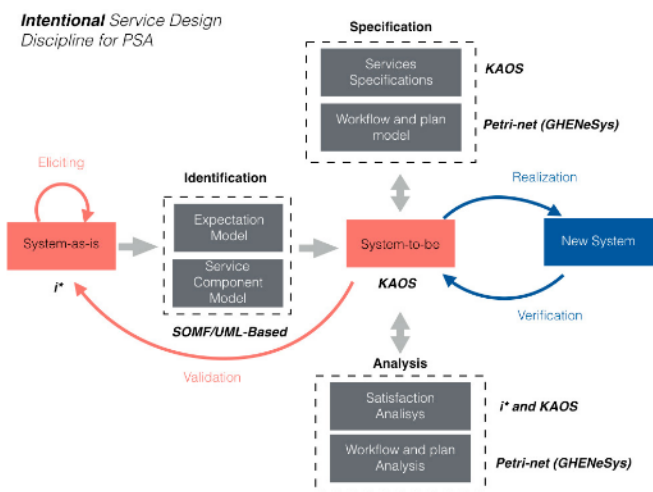 Intentional Service Design
Discipline for PSA
Specification
Services
Specifications
KAOS
Workflow and plan
model
Petri-net (GHENeSys)
Eliciting
Identification
Realization
Expectation
Model
System-as-is
System-to-be
New System
Service
Component
Model
i*
KAOS
SOMF/UML-Based
Verification
Validation
Analysis
Satisfaction
Analisys
i* and KAOS
Workflow and plan
Analysis
Petri-net (GHENeSys)